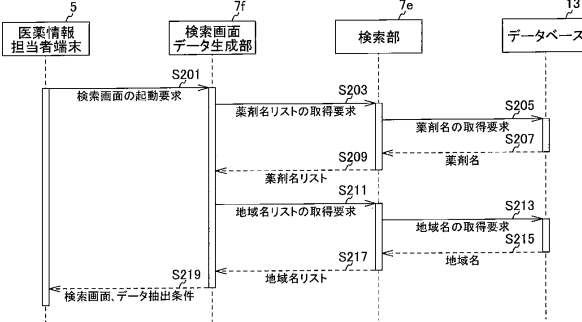 5
7f
7e
13
医薬情報
担当者端末
検索画面
データ生成部
検索部
データベース
S201
検索画面の起動要求
S203
薬剤名リストの取得要求
S205
薬剤名の取得要求
S207
薬剤名
S209
薬剤名リスト
S211
地域名リストの取得要求
S213
地域名の取得要求
S215
地域名
S217
地域名リスト
S219
検索画面、データ抽出条件